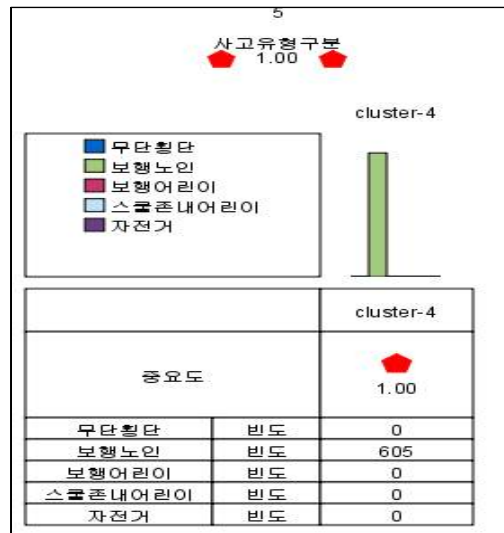 5
사고유형구분
1.00
cluster-4
무단횡단
보행노인
보행어린이
스쿨존내어린이
자전거
cluster-4
중요도
1.00
무단횡단 빈도 0
보행노인 빈도 605
보행어린이 빈도 0
스쿨존내어린이 빈도 0
자전거 빈도 0